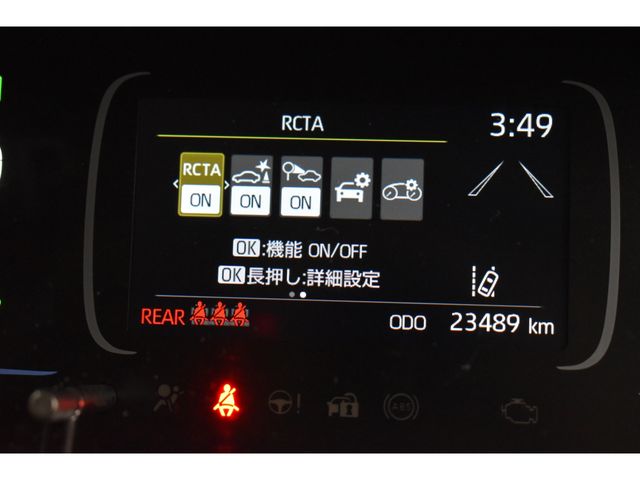 RCTA
3:49
RCTA
ON ON ON
OK:機能 ON/OFF
OK長押し:詳細設定
REAR
ODO 23489 km
ABS